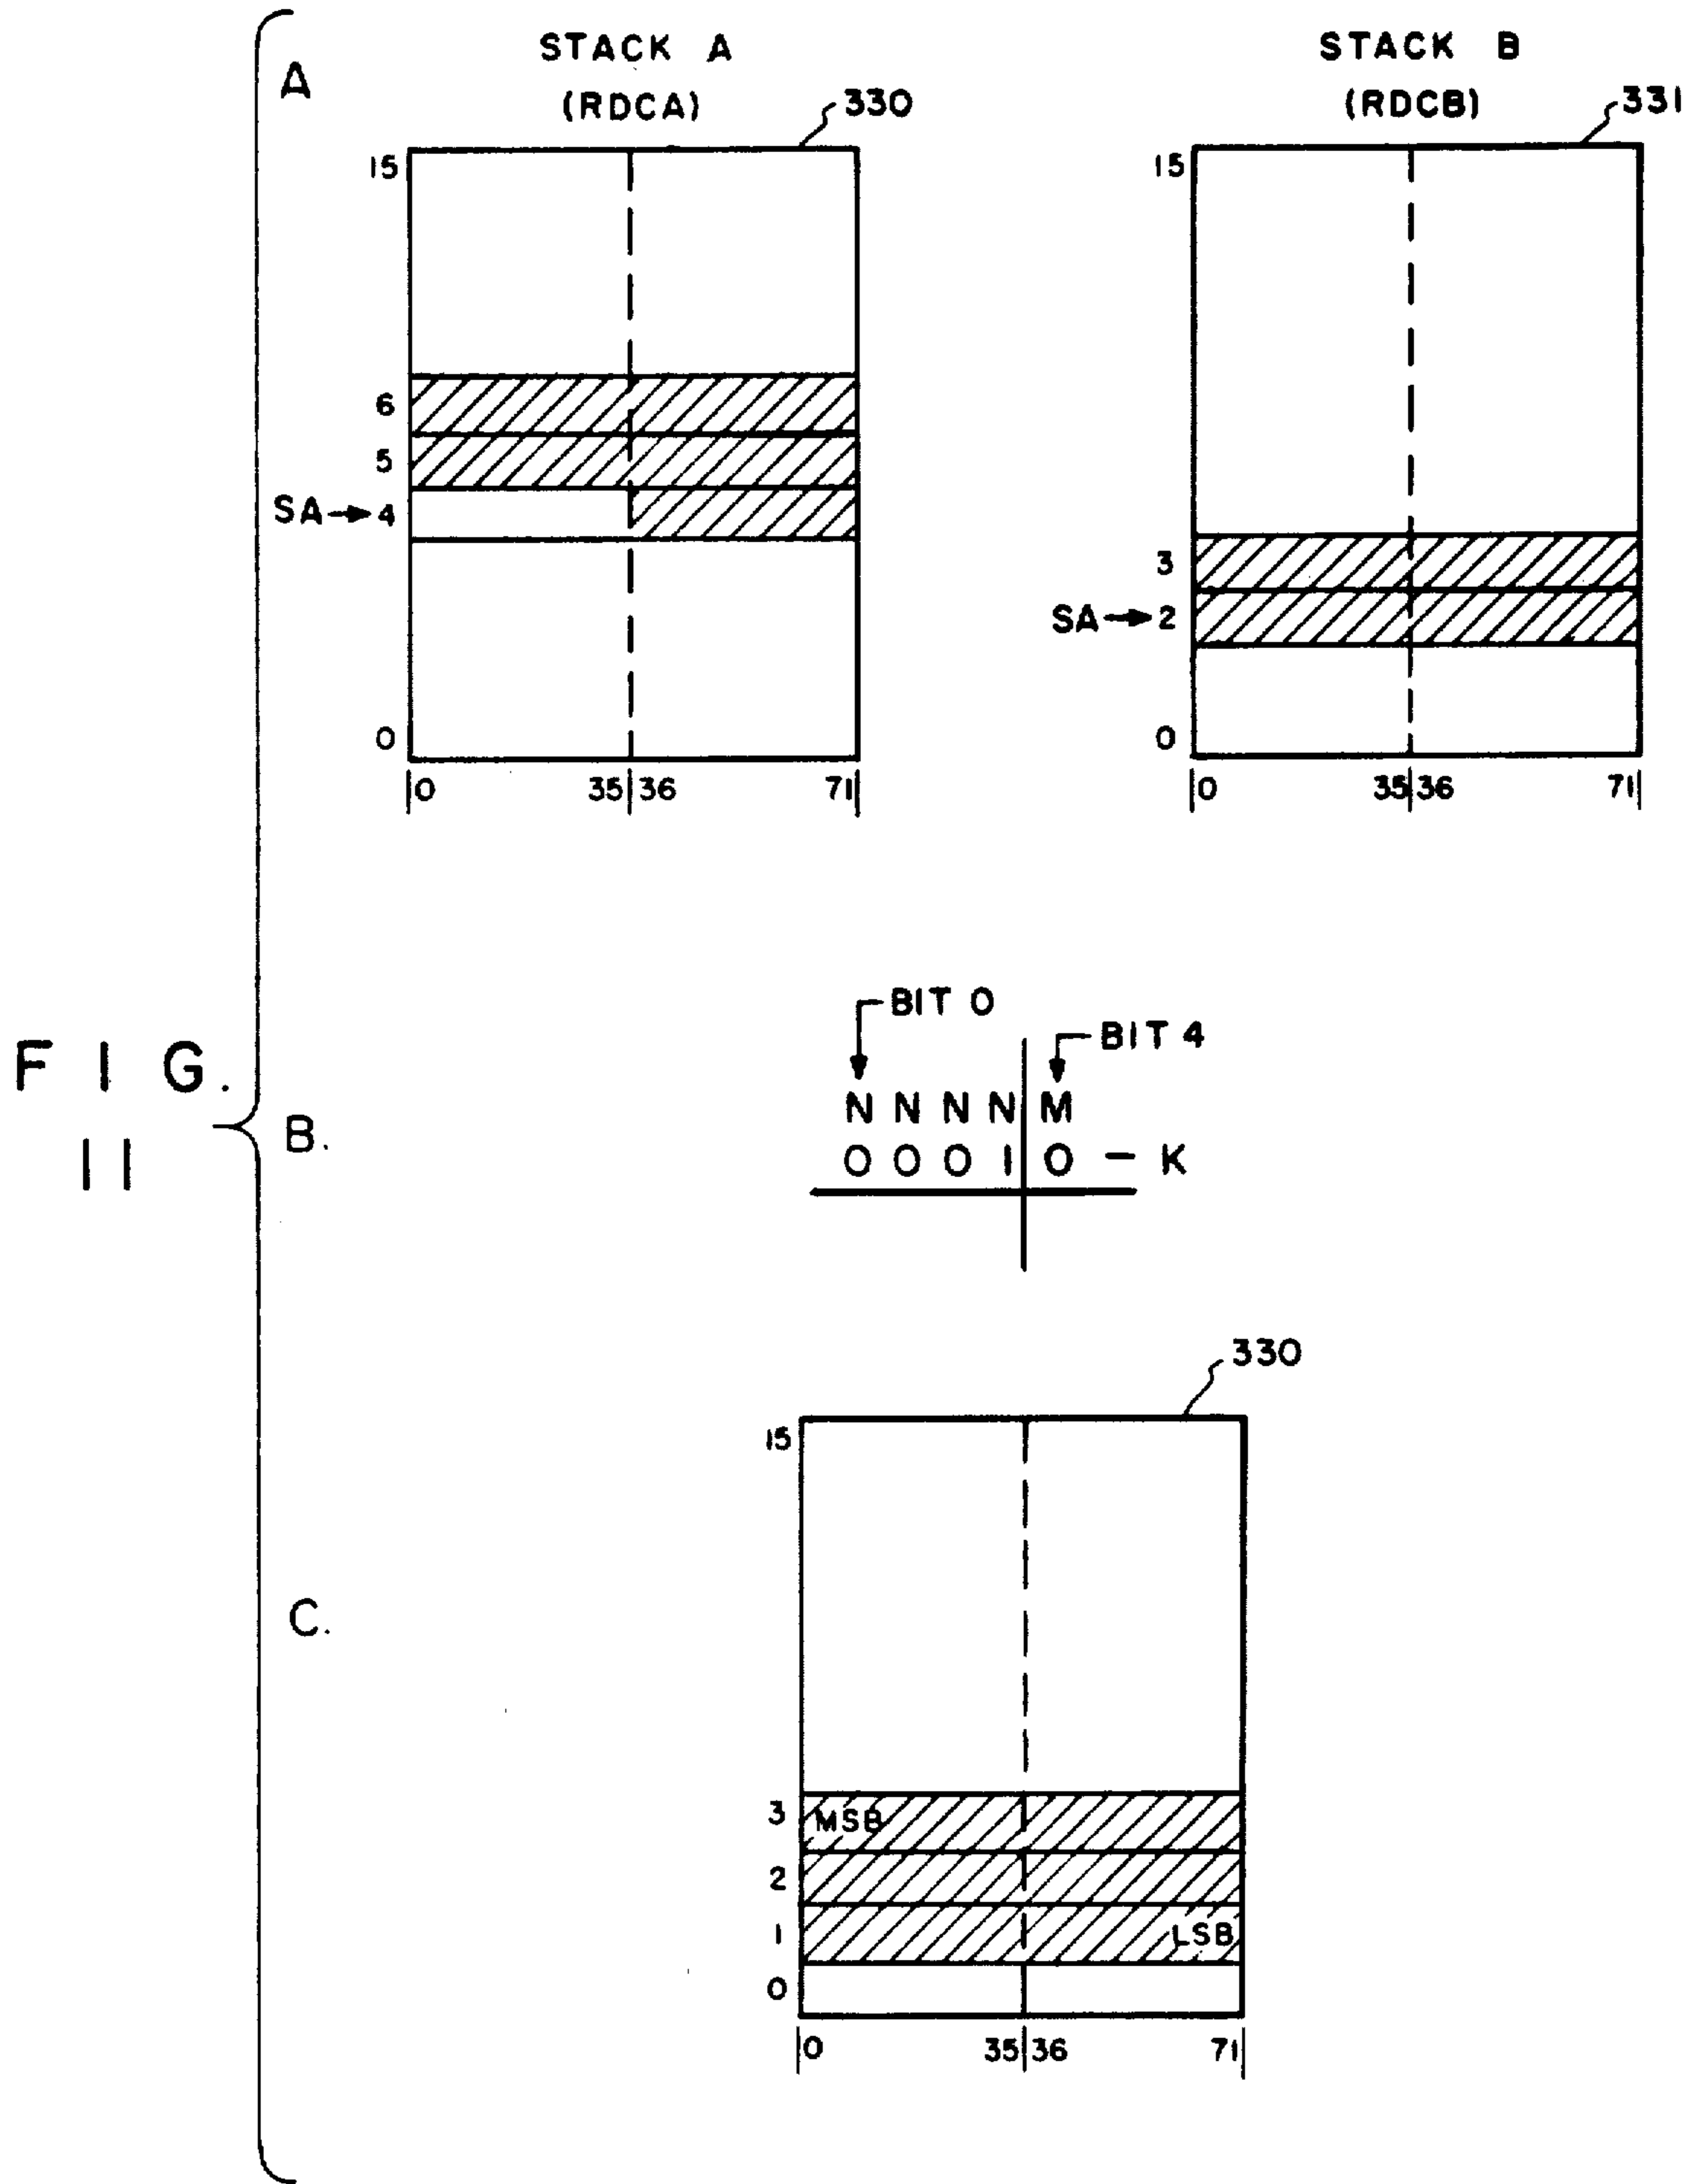 FIG. 11
A
STACK A
(RDCA)
330
15
6
5
SA→4
0
0 35 36 71
STACK B
(RDCB)
331
15
3
SA→2
0
0 35 36 71
B.
BIT 0
BIT 4
N N N N M
0 0 0 1 0 - K
C.
330
15
3 MSB
2
1 LSB
0
0 35 36 71